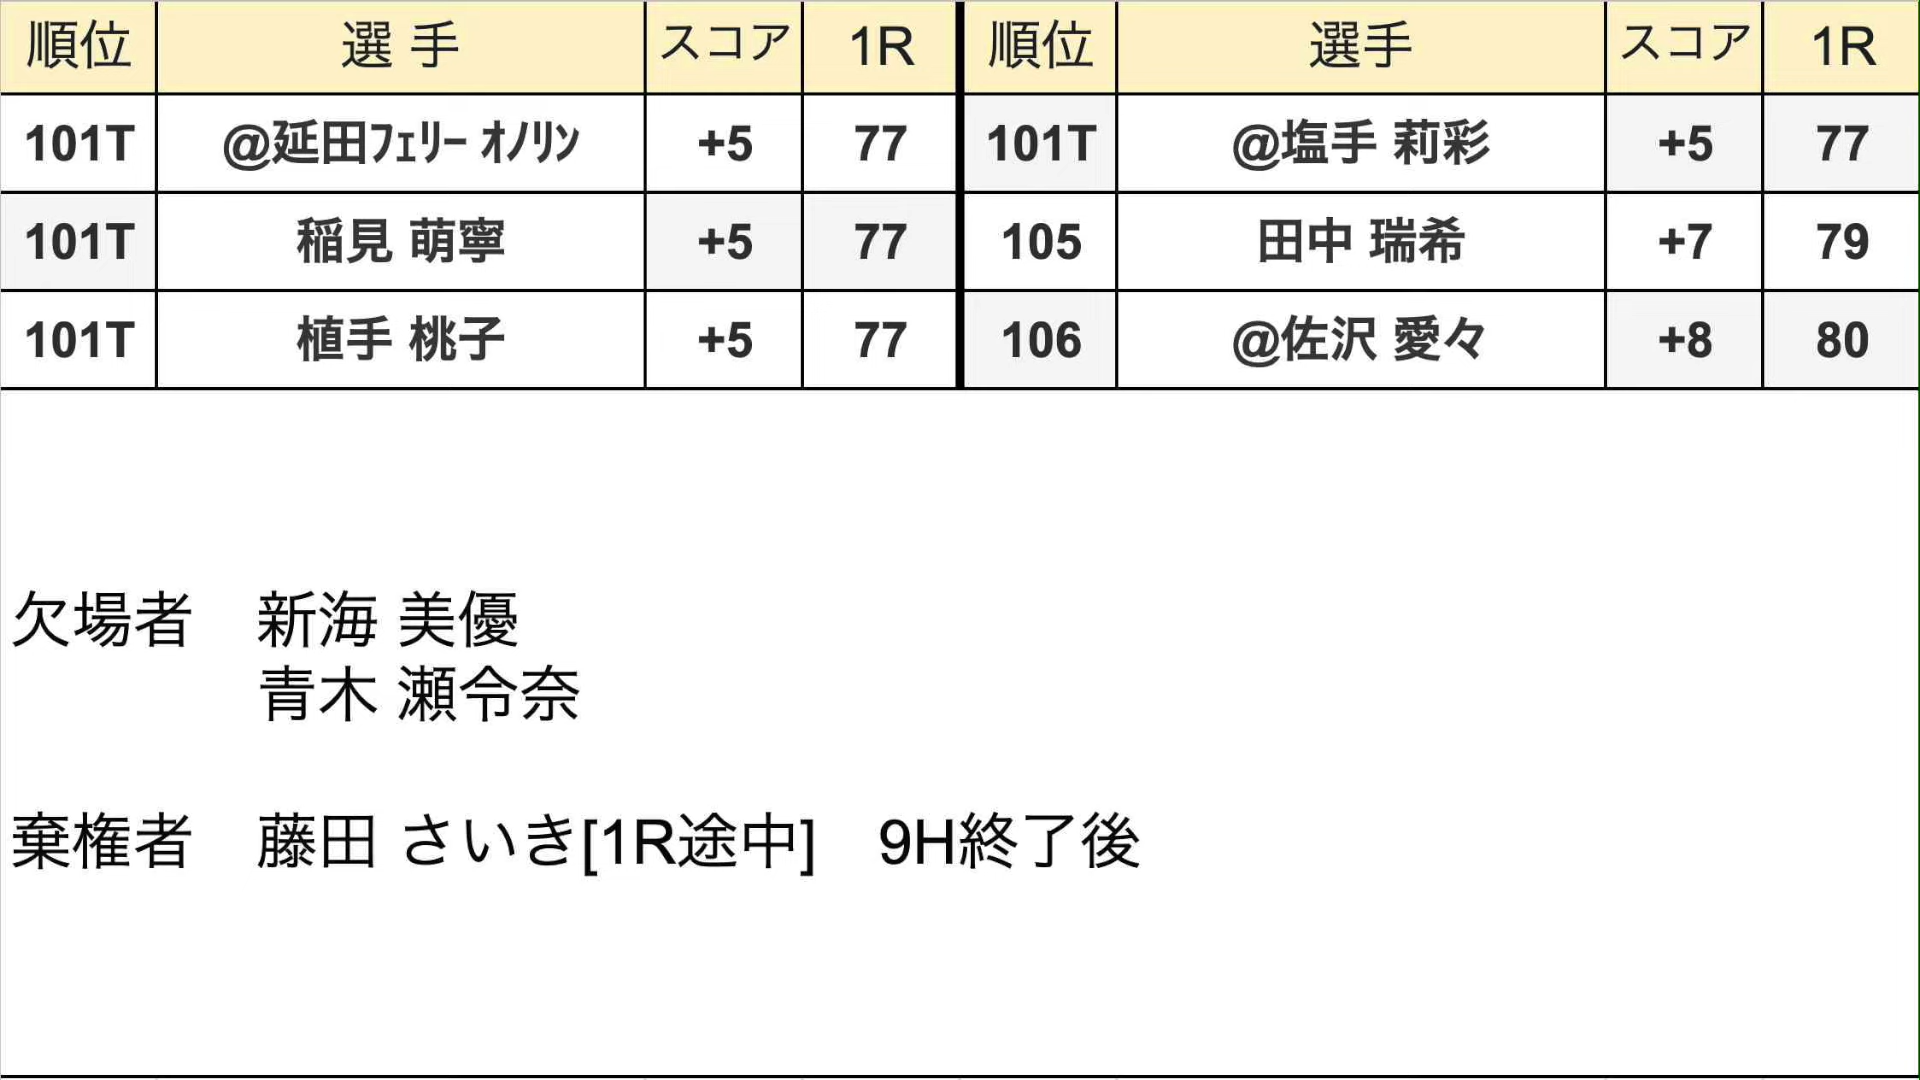 順位 選 手 スコア 1R 順位 選手 スコア 1R
101T @延田ﾌｪﾘｰ ｵﾉﾘﾝ +5 77 101T @塩手 莉彩 +5 77
101T 稲見 萌寧 +5 77 105 田中 瑞希 +7 79
101T 植手 桃子 +5 77 106 @佐沢 愛々 +8 80
欠場者 新海 美優
青木 瀬令奈
棄権者 藤田 さいき[1R途中] 9H終了後